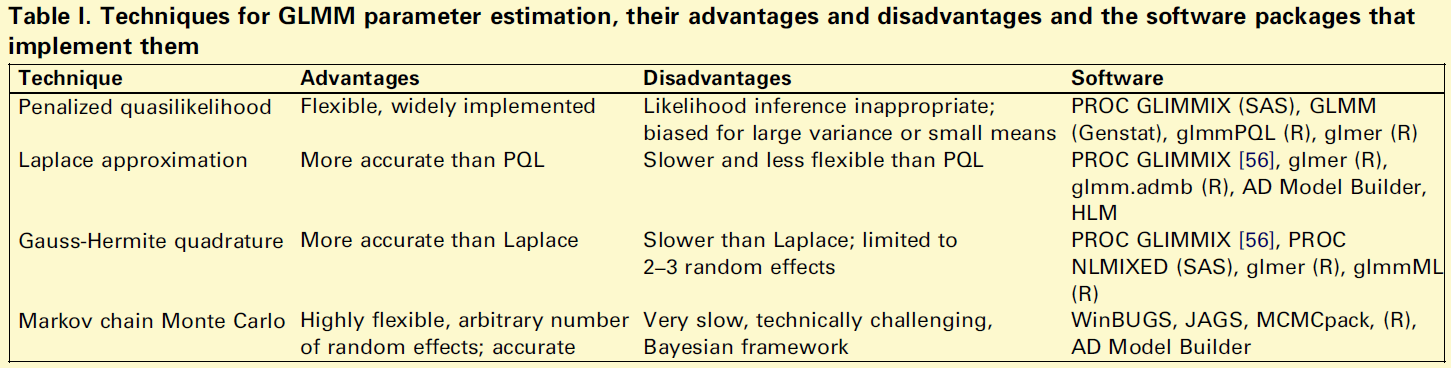 Table I. Techniques for GLMM parameter estimation, their advantages and disadvantages and the software packages that
implement them
Technique Advantages Disadvantages Software
Penalized quasilikelihood Flexible, widely implemented Likelihood inference inappropriate; PROC GLIMMIX (SAS), GLMM
biased for large variance or small means (Genstat), glmmPQL (R), glmer (R)
Laplace approximation More accurate than PQL Slower and less flexible than PQL PROC GLIMMIX [56], glmer (R),
glmm.admb (R), AD Model Builder,
HLM
Gauss-Hermite quadrature More accurate than Laplace Slower than Laplace; limited to PROC GLIMMIX [56], PROC
2–3 random effects NLMIXED (SAS), glmer (R), glmmML
(R)
Markov chain Monte Carlo Highly flexible, arbitrary number Very slow, technically challenging, WinBUGS, JAGS, MCMCpack, (R),
of random effects; accurate Bayesian framework AD Model Builder